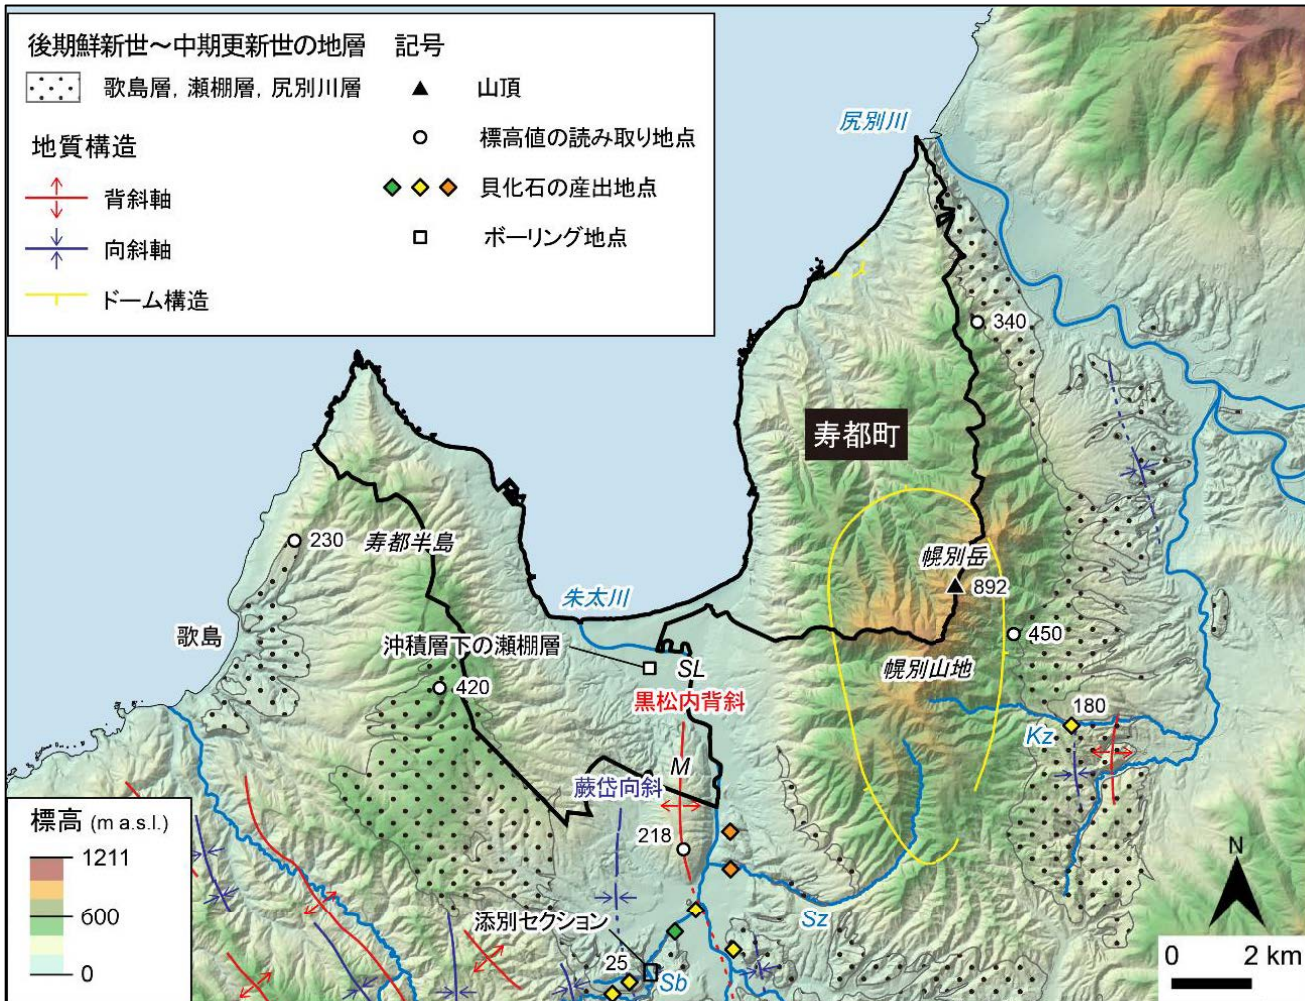 後期鮮新世～中期更新世の地層
歌島層, 瀬棚層, 尻別川層
地質構造
背斜軸
向斜軸
ドーム構造
記号
山頂
標高値の読み取り地点
貝化石の産出地点
ボーリング地点
尻別川
340
寿都町
230
寿都半島
幌別岳
892
朱太川
歌島
沖積層下の瀬棚層
450
SL
幌別山地
420
黒松内背斜
180
Kz
M
蕨岱向斜
218
標高 (m a.s.l.)
1211
600
0
添別セクション
Sz
25
Sb
N
0 2 km